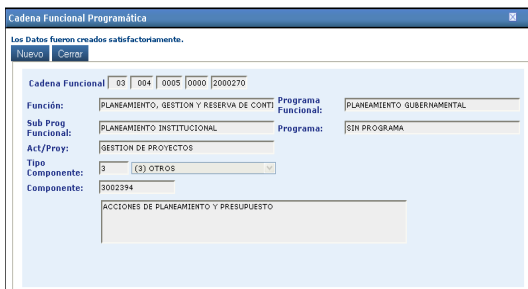 Cadena Funcional Programática
Los Datos fueron creados satisfactoriamente.
Nuevo Cerrar
Cadena Funcional 03 004 0005 0000 2000270
Función: PLANEAMIENTO, GESTION Y RESERVA DE CONTI Programa Funcional: PLANEAMIENTO GUBERNAMENTAL
Sub Prog Funcional: PLANEAMIENTO INSTITUCIONAL Programa: SIN PROGRAMA
Act/Proy: GESTION DE PROYECTOS
Tipo Componente: 3 (3) OTROS
Componente: 3002394
ACCIONES DE PLANEAMIENTO Y PRESUPUESTO